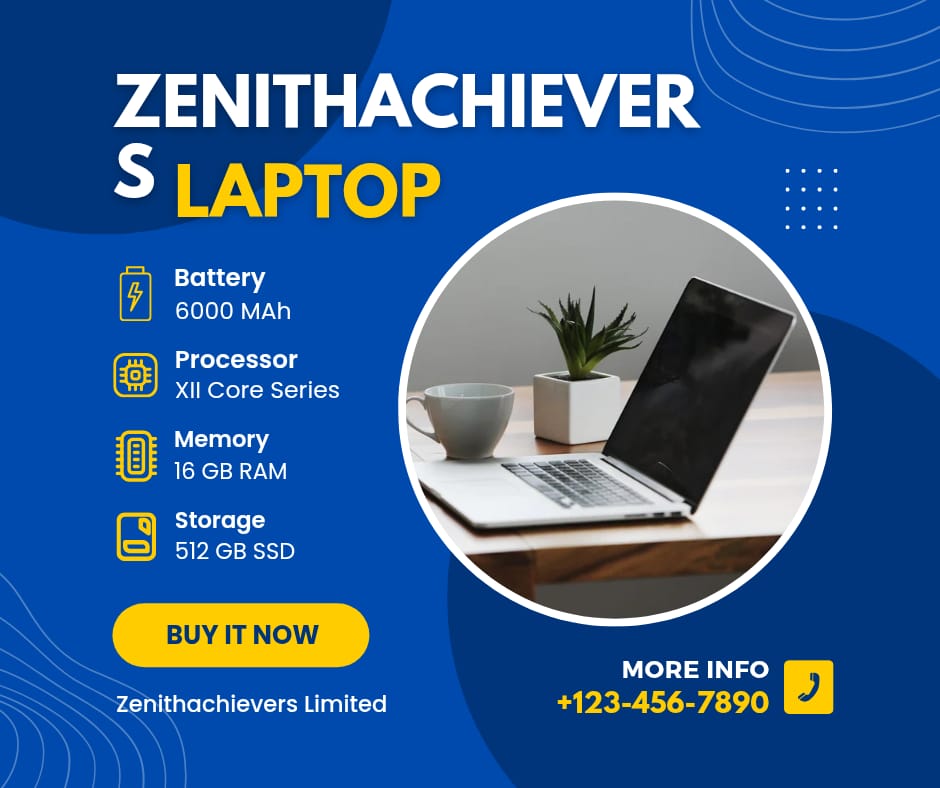 ZENITHACHIEVER
S LAPTOP
Battery
6000 MAh
Processor
XII Core Series
Memory
16 GB RAM
Storage
512 GB SSD
BUY IT NOW
Zenithachievers Limited
MORE INFO
+123-456-7890